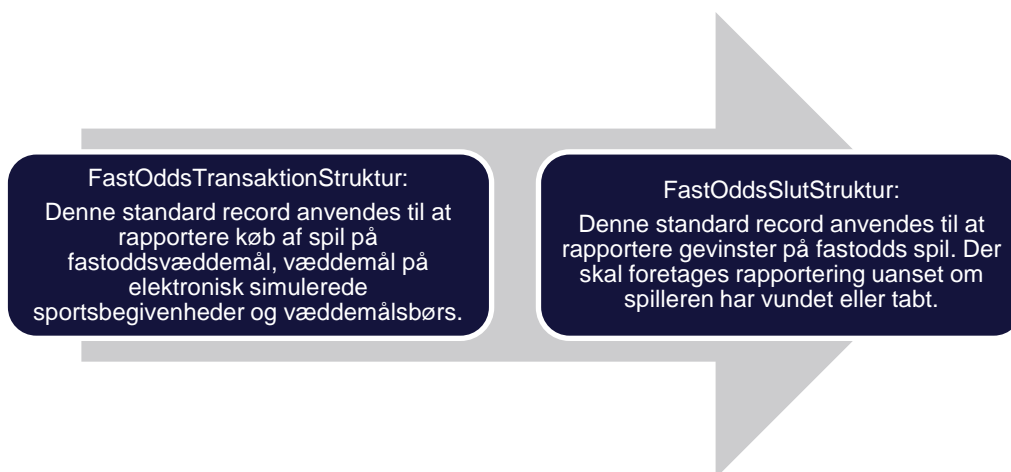 FastOddsTransaktionStruktur:
Denne standard record anvendes til at
rapportere køb af spil på
fastoddsvæddemål, væddemål på
elektronisk simulerede
sportsbegivenheder og væddemålsbørs.
FastOddsSlutStruktur:
Denne standard record anvendes til at
rapportere gevinster på fastodds spil. Der
skal foretages rapportering uanset om
spilleren har vundet eller tabt.